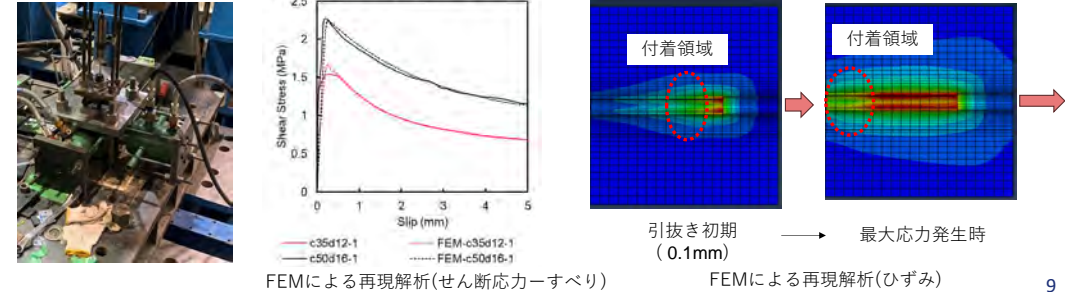 2.5
2
1.5
1
0.5
0
Shear Stress (MPa)
0 1 2 3 4 5
Slip (mm)
c35d12-1 FEM-c35d12-1
c50d16-1 FEM-c50d16-1
FEMによる再現解析(せん断応力ーすべり)
付着領域
付着領域
引抜き初期
( 0.1mm)
最大応力発生時
FEMによる再現解析(ひずみ)
9